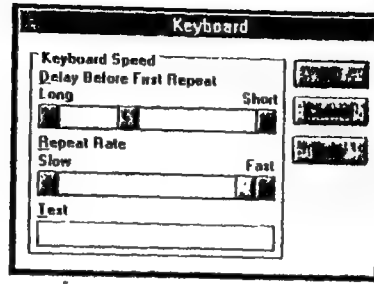 Keyboard
Keyboard Speed
Delay Before First Repeat
Long Short
Repeat Rate
Slow Fast
Test